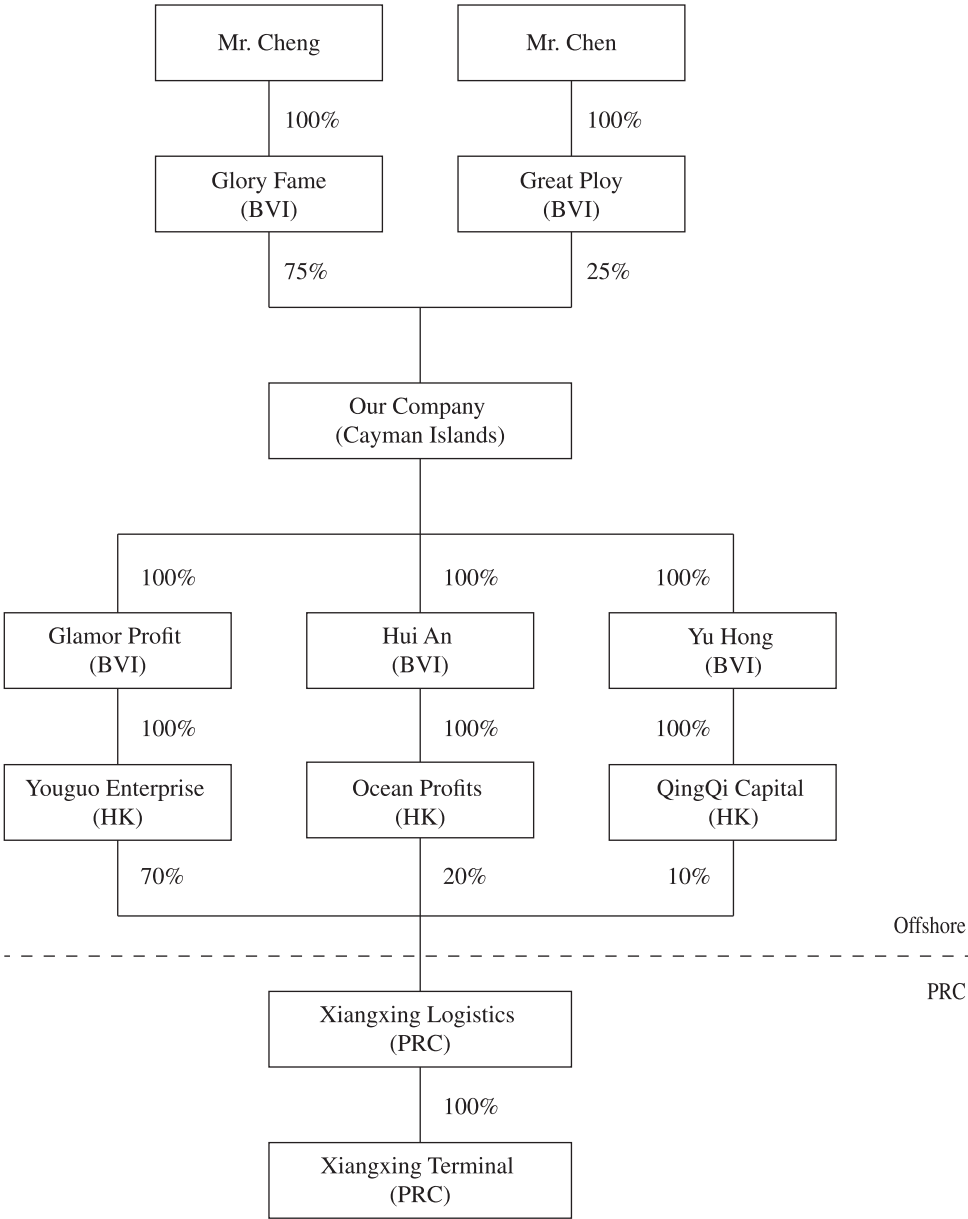 Mr. Cheng
Mr. Chen
100%
100%
Glory Fame
(BVI)
Great Ploy
(BVI)
75%
25%
Our Company
(Cayman Islands)
100%
100%
100%
Glamor Profit
(BVI)
Hui An
(BVI)
Yu Hong
(BVI)
100%
100%
100%
Youguo Enterprise
(HK)
Ocean Profits
(HK)
QingQi Capital
(HK)
70%
20%
10%
Offshore
PRC
Xiangxing Logistics
(PRC)
100%
Xiangxing Terminal
(PRC)